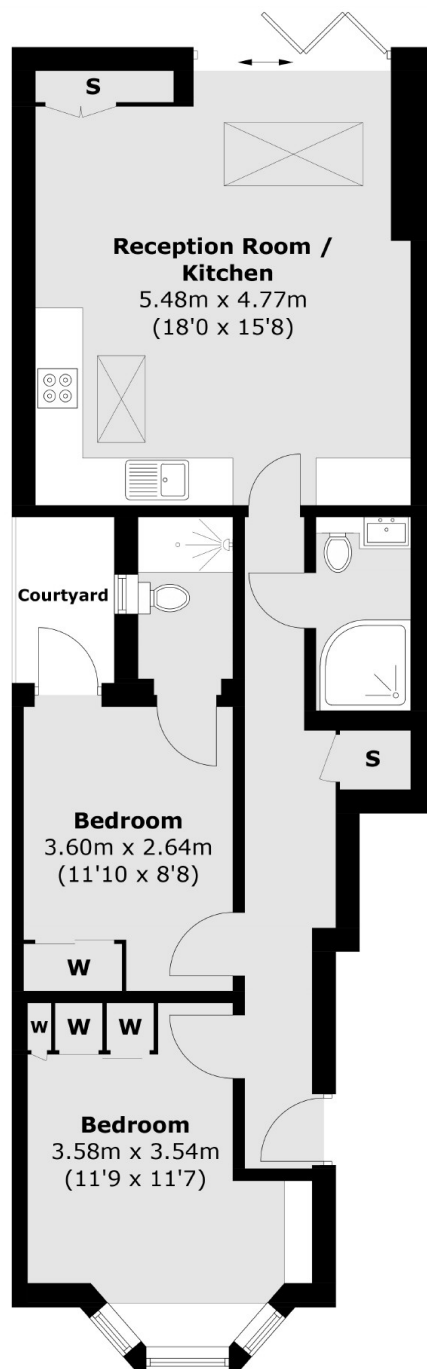 S
Reception Room /
Kitchen
5.48m x 4.77m
(18'0 x 15'8)
Courtyard
S
Bedroom
3.60m x 2.64m
(11'10 x 8'8)
W
W W W
Bedroom
3.58m x 3.54m
(11'9 x 11'7)